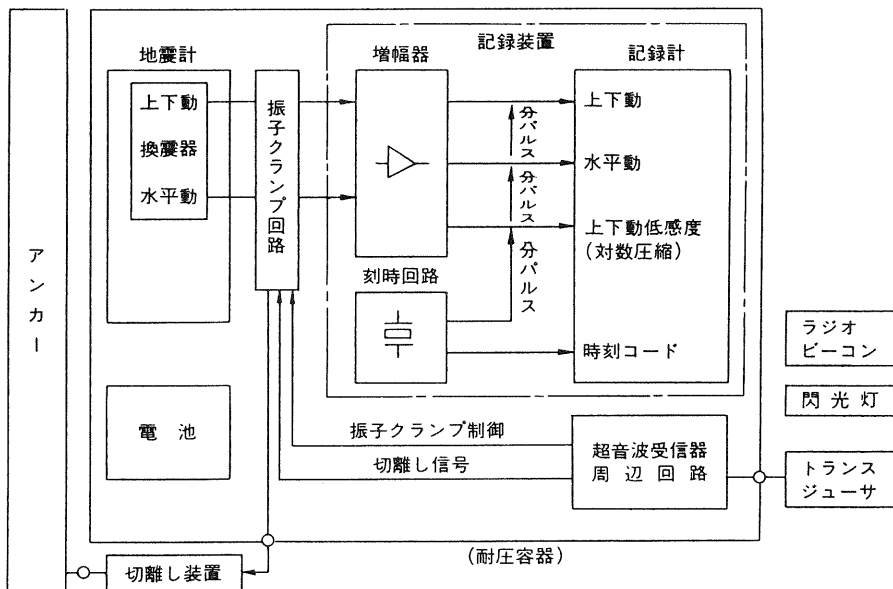 アンカー
地震計
上下動
換震器
水平動
電池
振子クランプ回路
増幅器
記録装置
記録計
上下動
水平動
上下動低感度
(対数圧縮)
時刻コード
分パルス
分パルス
分パルス
刻時回路
振子クランプ制御
切離し信号
超音波受信器
周辺回路
(耐圧容器)
切離し装置
ラジオ
ビーコン
閃光灯
トランス
ジューサ